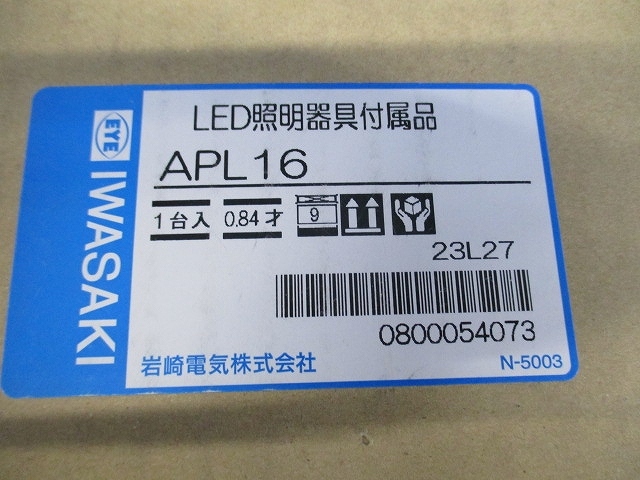 EYE
IWASAKI
LED照明器具付属品
APL16
1台入 0.84才 9
23L27
0800054073
岩崎電気株式会社 N-5003